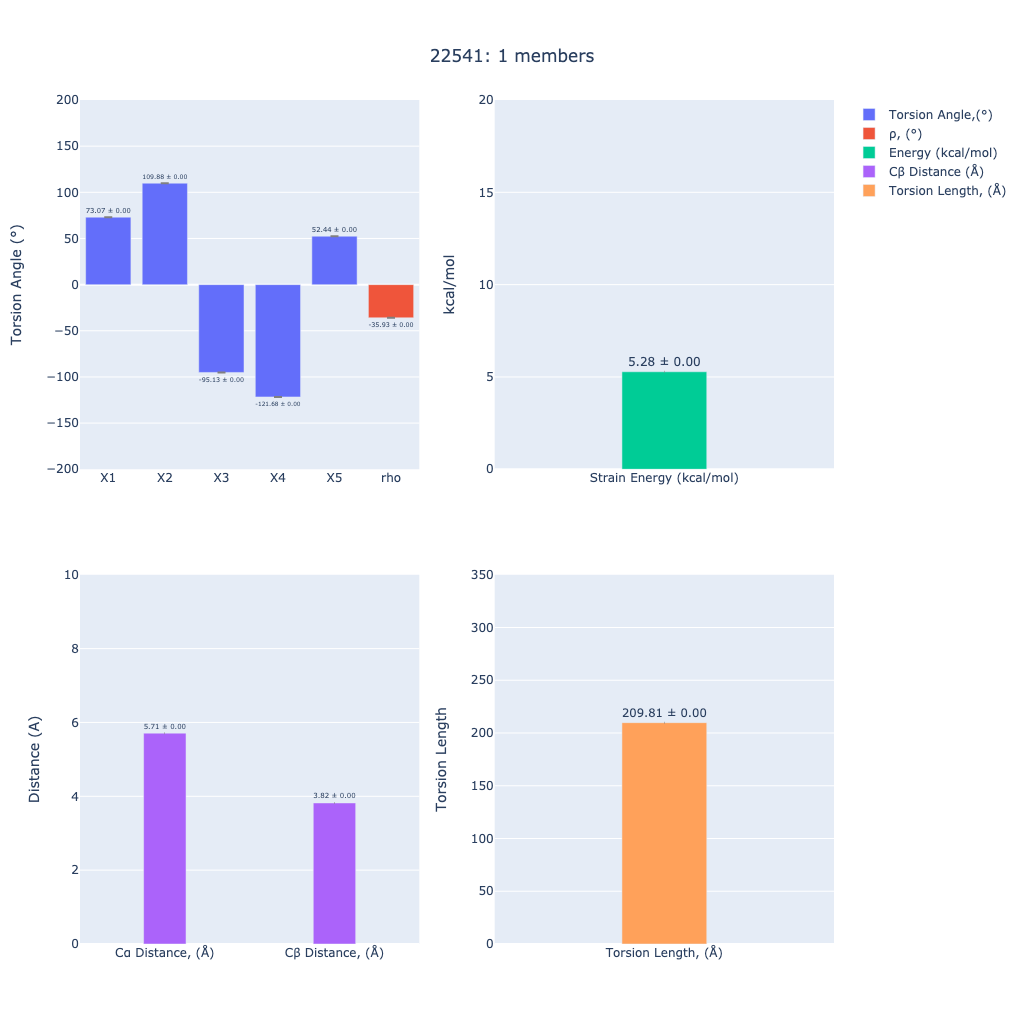 22541: 1 members
Torsion Angle (°)
200
150
100
50
0
−50
−100
−150
−200
73.07 ± 0.00
109.88 ± 0.00
-95.13 ± 0.00
-121.68 ± 0.00
52.44 ± 0.00
-35.93 ± 0.00
X1 X2 X3 X4 X5 rho
kcal/mol
20
15
10
5
0
5.28 ± 0.00
Strain Energy (kcal/mol)
Torsion Angle,(°)
ρ, (°)
Energy (kcal/mol)
Cβ Distance (Å)
Torsion Length, (Å)
Distance (A)
10
8
6
4
2
0
5.71 ± 0.00
3.82 ± 0.00
Cα Distance, (Å) Cβ Distance, (Å)
Torsion Length
350
300
250
200
150
100
50
0
209.81 ± 0.00
Torsion Length, (Å)